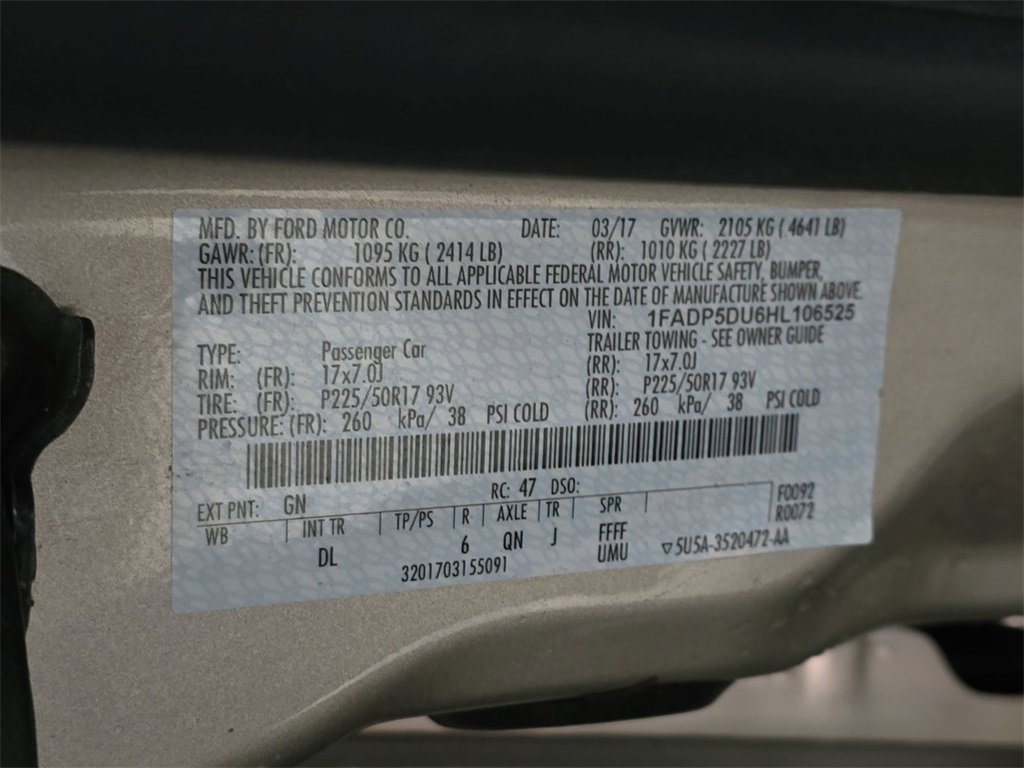 MFD. BY FORD MOTOR CO. DATE: 03/17 GVWR: 2105 KG ( 4641 LB)
GAWR: (FR): 1095 KG ( 2414 LB) (RR): 1010 KG ( 2227 LB)
THIS VEHICLE CONFORMS TO ALL APPLICABLE FEDERAL MOTOR VEHICLE SAFETY, BUMPER,
AND THEFT PREVENTION STANDARDS IN EFFECT ON THE DATE OF MANUFACTURE SHOWN ABOVE.
VIN: 1FADP5DU6HL106525
TYPE: Passenger Car TRAILER TOWING - SEE OWNER GUIDE
RIM: (FR): 17x7.0J (RR): 17x7.0J
TIRE: (FR): P225/50R17 93V (RR): P225/50R17 93V
PRESSURE: (FR): 260 kPa/ 38 PSI COLD (RR): 260 kPa/ 38 PSI COLD
EXT PNT: GN RC: 47 DSO: F0092
WB INT TR TP/PS R AXLE TR SPR R0072
DL 6 QN J FFFF
UMU ▽5U5A-3520472-AA
3201703155091